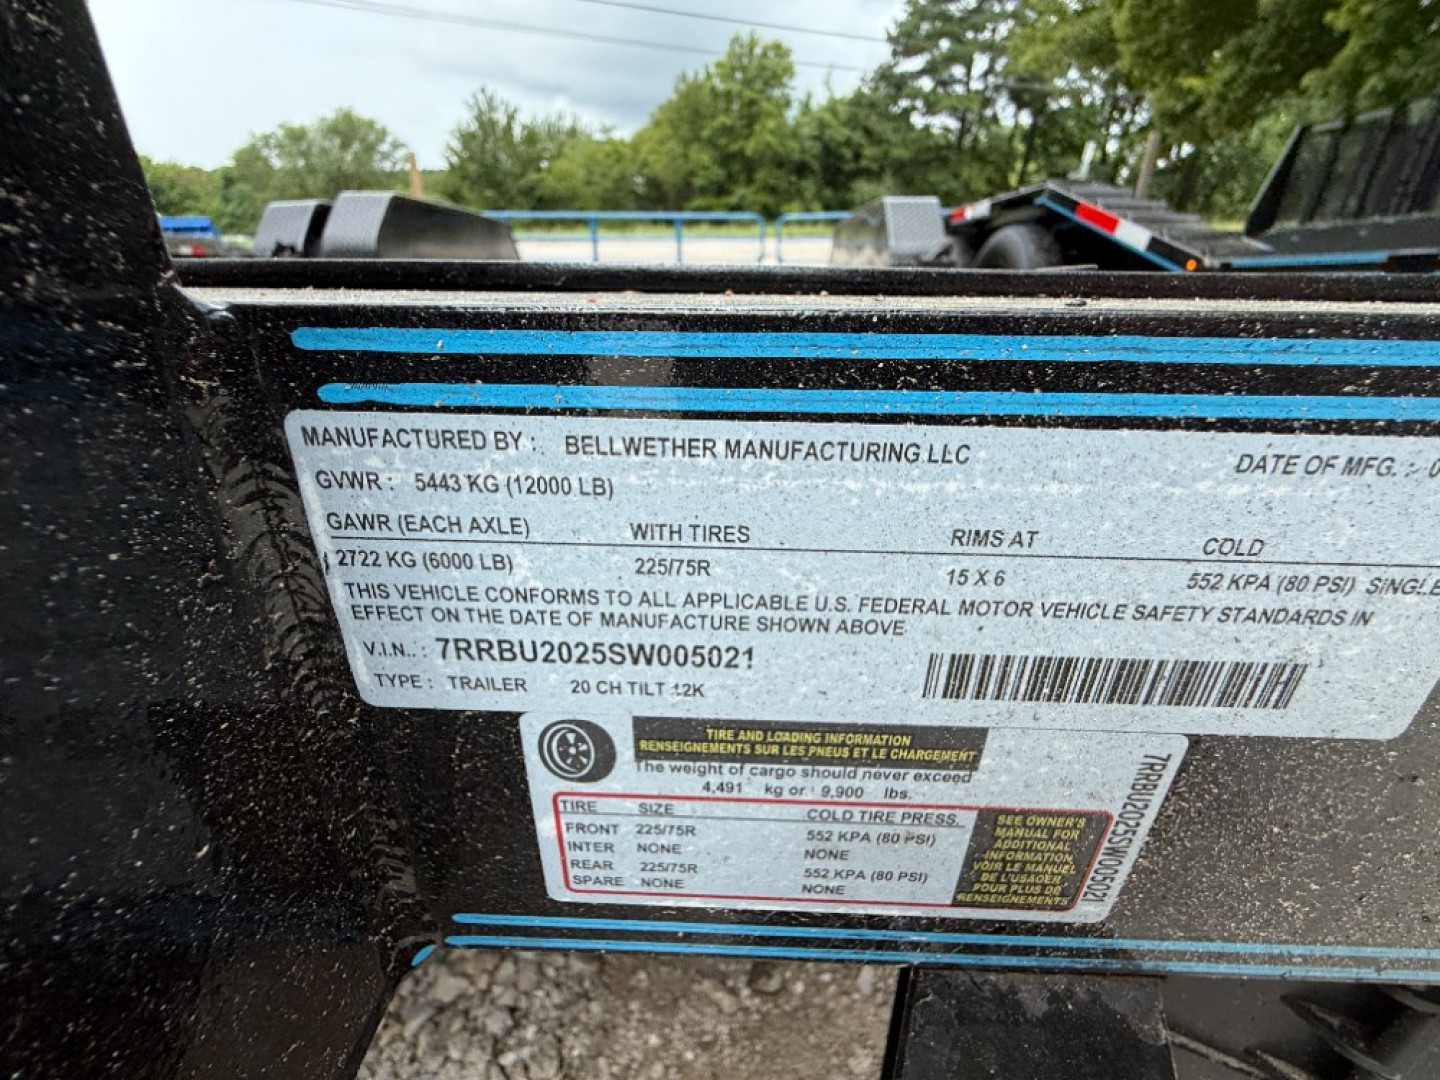 MANUFACTURED BY : BELLWETHER MANUFACTURING LLC
DATE OF MFG. : 0
GVWR : 5443 KG (12000 LB)
GAWR (EACH AXLE) WITH TIRES RIMS AT COLD
2722 KG (6000 LB) 225/75R 15 X 6 552 KPA (80 PSI) SINGLE
THIS VEHICLE CONFORMS TO ALL APPLICABLE U.S. FEDERAL MOTOR VEHICLE SAFETY STANDARDS IN
EFFECT ON THE DATE OF MANUFACTURE SHOWN ABOVE.
V.I.N.. : 7RRBU2025SW005021
TYPE : TRAILER 20 CH TILT 12K
TIRE AND LOADING INFORMATION
RENSEIGNEMENTS SUR LES PNEUS ET LE CHARGEMENT
The weight of cargo should never exceed
4,491 kg or 9,900 lbs.
TIRE SIZE COLD TIRE PRESS.
FRONT 225/75R 552 KPA (80 PSI)
INTER NONE NONE
REAR 225/75R 552 KPA (80 PSI)
SPARE NONE NONE
SEE OWNER'S
MANUAL FOR
ADDITIONAL
INFORMATION
VOIR LE MANUEL
DE L'USAGER
POUR PLUS DE
RENSEIGNEMENTS
7RRBU2025SW005021